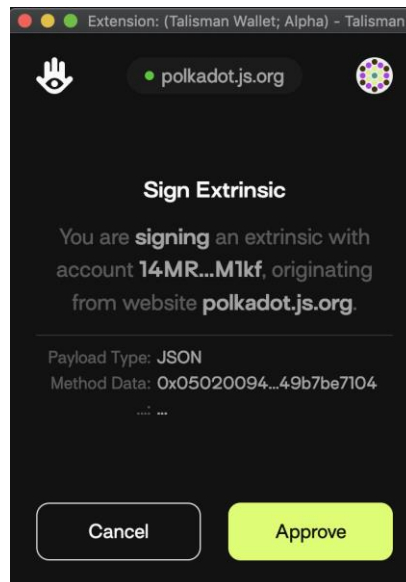 Extension: (Talisman Wallet; Alpha) - Talisman
polkadot.js.org
Sign Extrinsic
You are signing an extrinsic with
account 14MR...M1kf, originating
from website polkadot.js.org.
Payload Type: JSON
Method Data: 0x05020094...49b7be7104
...: ...
Cancel
Approve